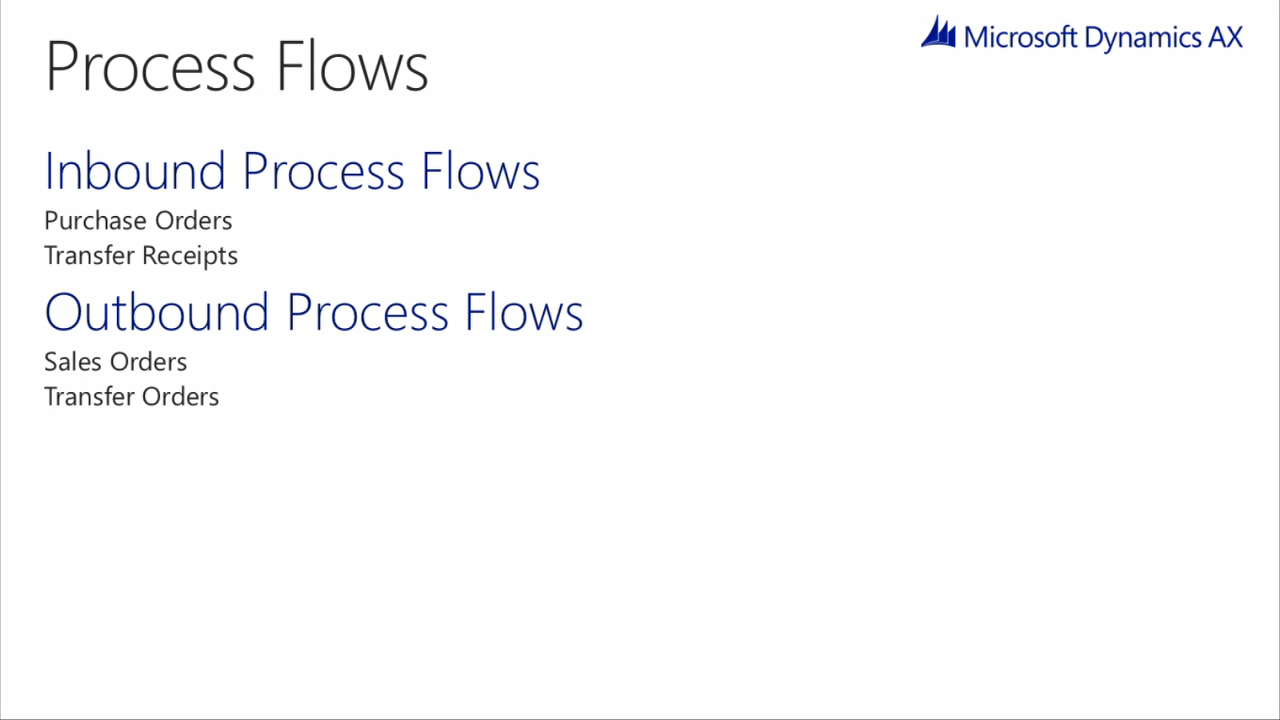 Process Flows
Microsoft Dynamics AX
Inbound Process Flows
Purchase Orders
Transfer Receipts
Outbound Process Flows
Sales Orders
Transfer Orders